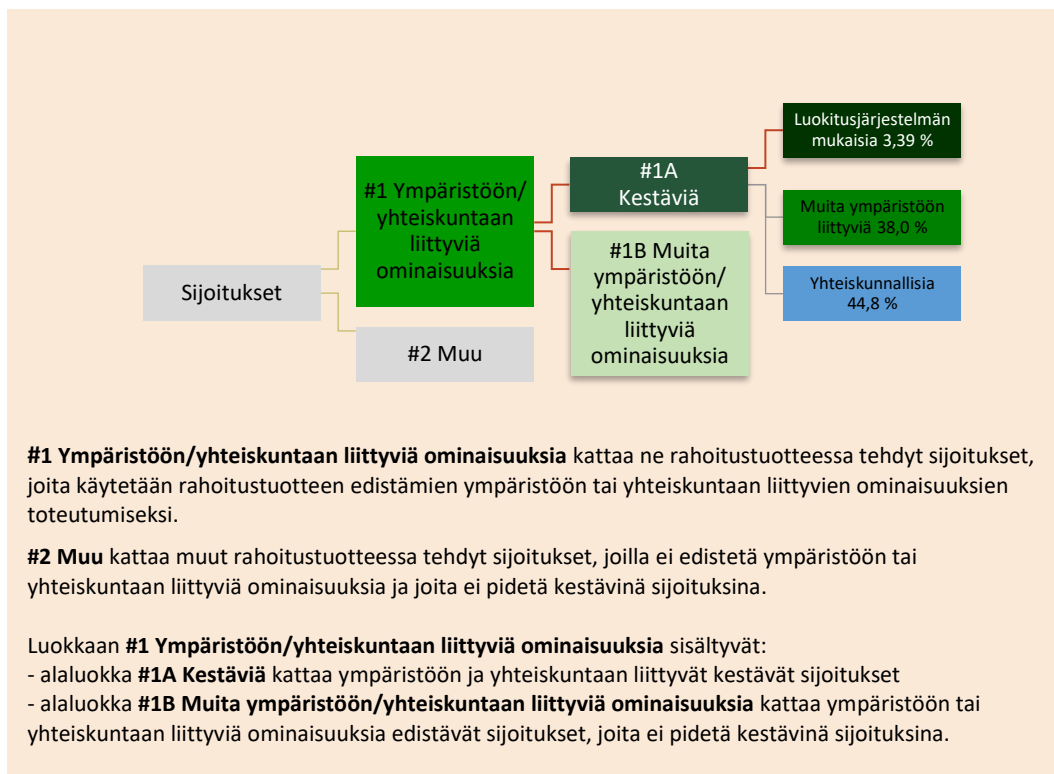 Sijoitukset
#1 Ympäristöön/
yhteiskuntaan
liittyviä
ominaisuuksia
#2 Muu
#1A
Kestäviä
#1B Muita
ympäristöön/
yhteiskuntaan
liittyviä
ominaisuuksia
Luokitusjärjestelmän
mukaisia 3,39 %
Muita ympäristöön
liittyviä 38,0 %
Yhteiskunnallisia
44,8 %
#1 Ympäristöön/yhteiskuntaan liittyviä ominaisuuksia kattaa ne rahoitustuotteessa tehdyt sijoitukset,
joita käytetään rahoitustuotteen edistämien ympäristöön tai yhteiskuntaan liittyvien ominaisuuksien
toteutumiseksi.
#2 Muu kattaa muut rahoitustuotteessa tehdyt sijoitukset, joilla ei edistetä ympäristöön tai
yhteiskuntaan liittyviä ominaisuuksia ja joita ei pidetä kestävinä sijoituksina.
Luokkaan #1 Ympäristöön/yhteiskuntaan liittyviä ominaisuuksia sisältyvät:
- alaluokka #1A Kestäviä kattaa ympäristöön ja yhteiskuntaan liittyvät kestävät sijoitukset
- alaluokka #1B Muita ympäristöön/yhteiskuntaan liittyviä ominaisuuksia kattaa ympäristöön tai
yhteiskuntaan liittyviä ominaisuuksia edistävät sijoitukset, joita ei pidetä kestävinä sijoituksina.